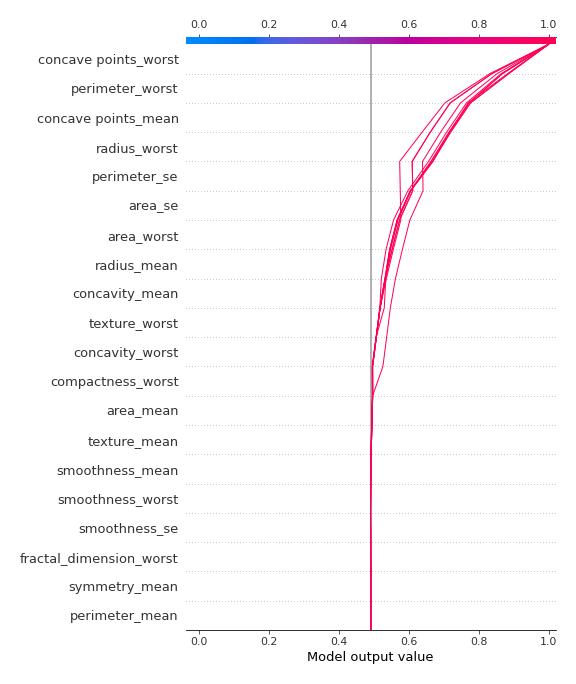 0.0 0.2 0.4 0.6 0.8 1.0
concave points_worst
perimeter_worst
concave points_mean
radius_worst
perimeter_se
area_se
area_worst
radius_mean
concavity_mean
texture_worst
concavity_worst
compactness_worst
area_mean
texture_mean
smoothness_mean
smoothness_worst
smoothness_se
fractal_dimension_worst
symmetry_mean
perimeter_mean
0.0 0.2 0.4 0.6 0.8 1.0
Model output value